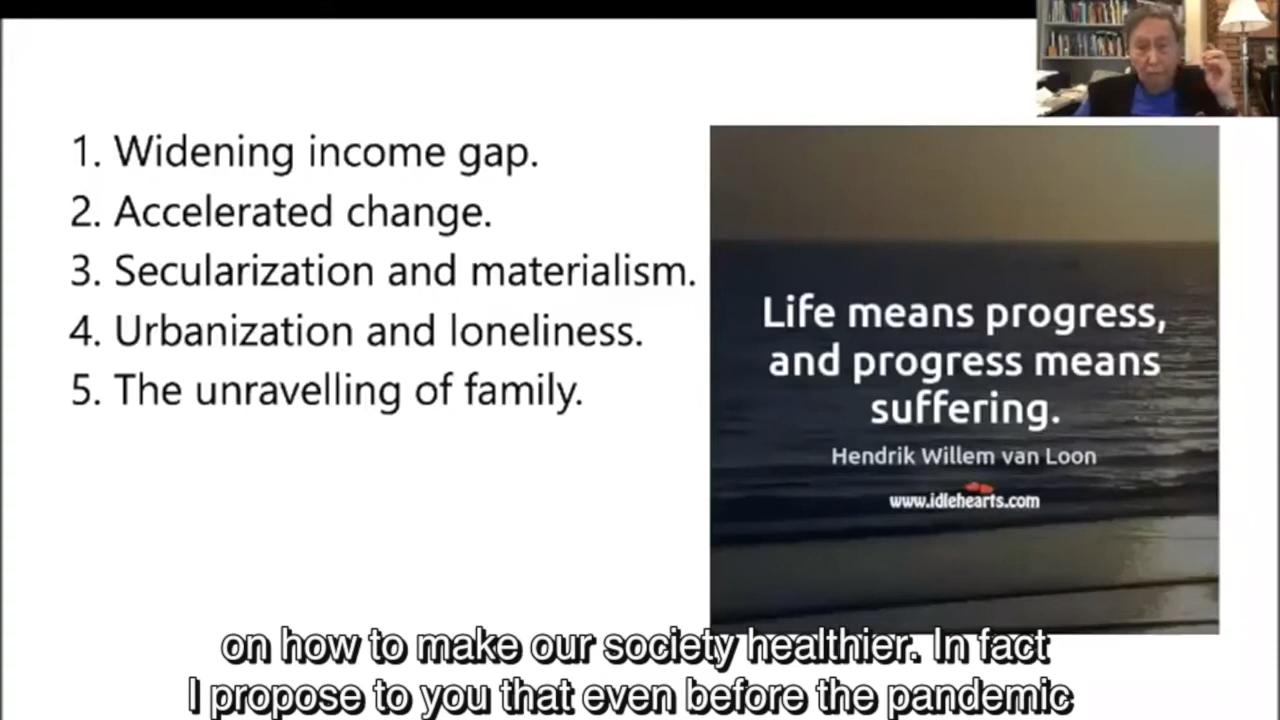 1. Widening income gap.
2. Accelerated change.
3. Secularization and materialism.
4. Urbanization and loneliness.
5. The unravelling of family.
Life means progress,
and progress means
suffering.
Hendrik Willem van Loon
www.idlehearts.com
on how to make our society healthier. In fact
I propose to you that even before the pandemic